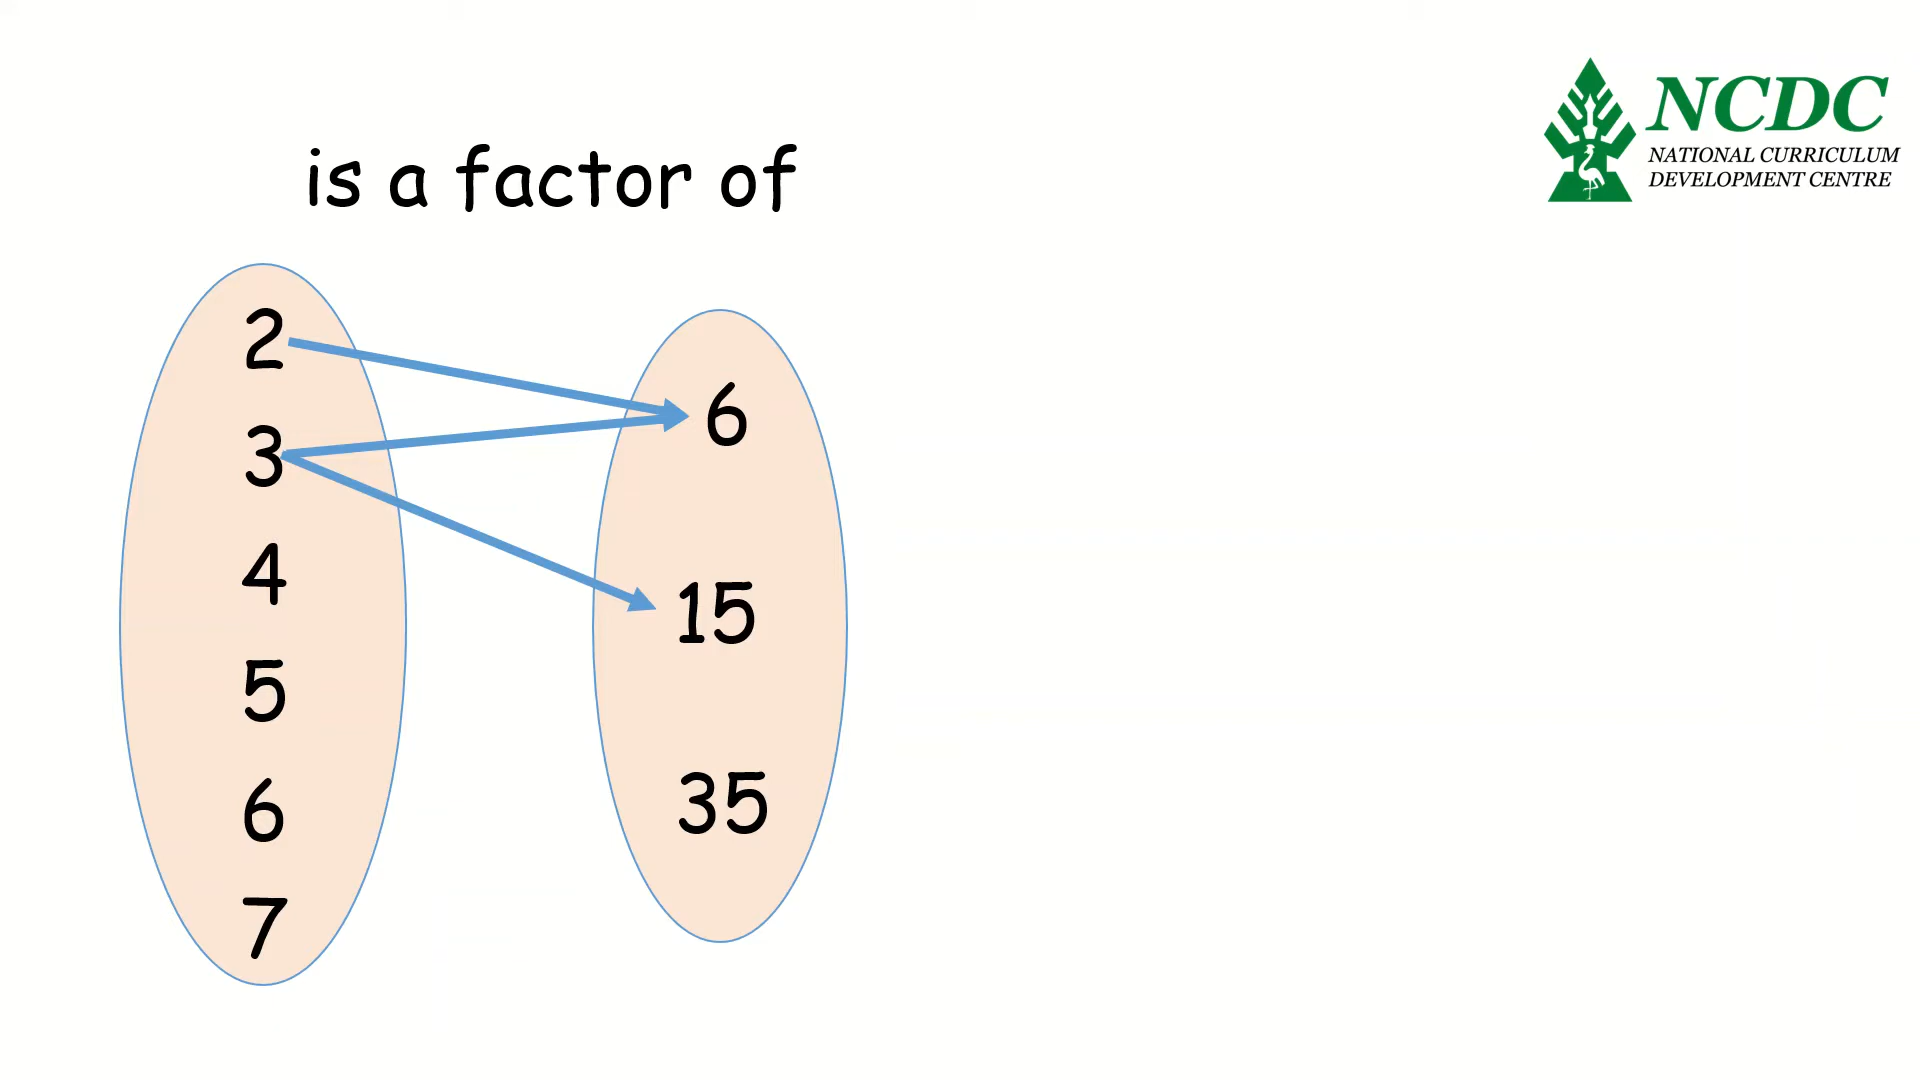 NCDC
NATIONAL CURRICULUM
DEVELOPMENT CENTRE
is a factor of
2
3
4
5
6
7
6
15
35